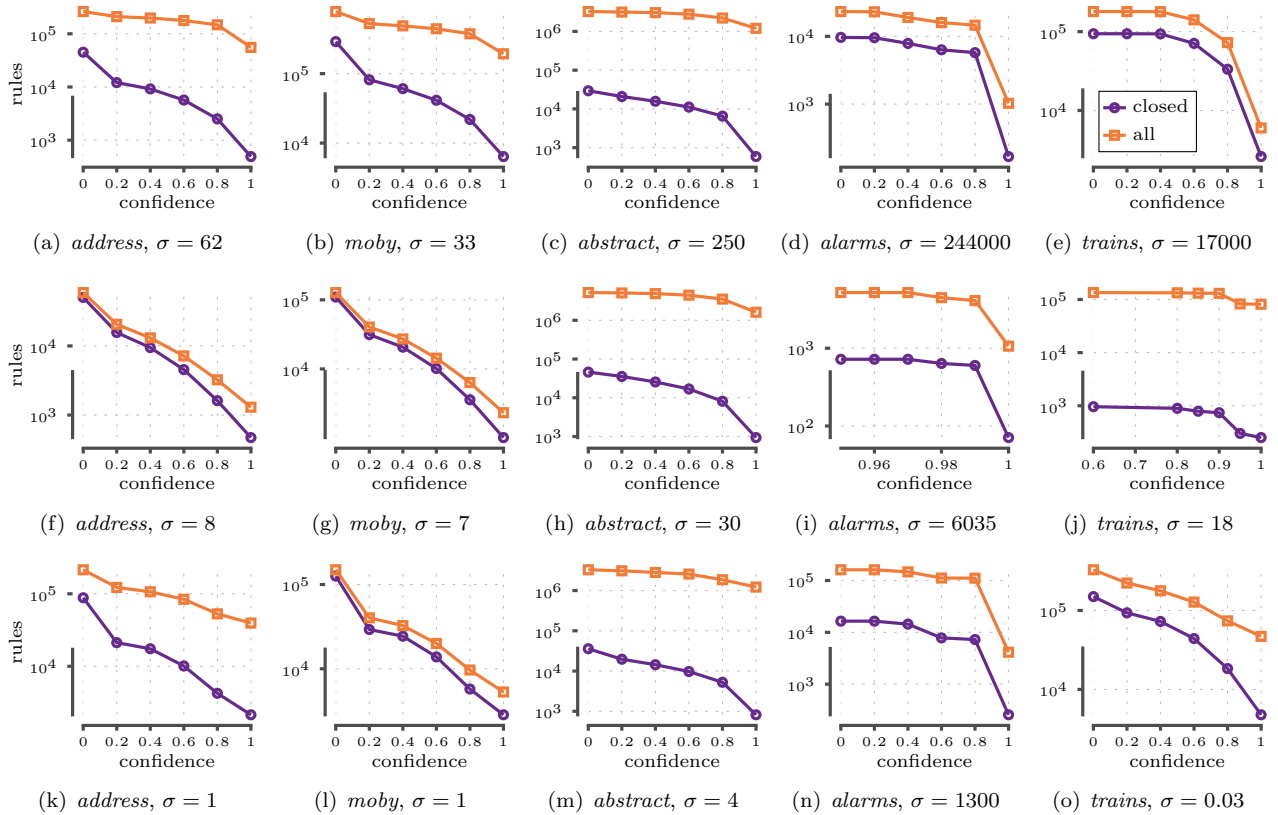 rules
10^5
10^4
10^3
0 0.2 0.4 0.6 0.8 1
confidence
(a) address, σ = 62
10^5
10^4
0 0.2 0.4 0.6 0.8 1
confidence
(b) moby, σ = 33
10^6
10^5
10^4
10^3
0 0.2 0.4 0.6 0.8 1
confidence
(c) abstract, σ = 250
10^4
10^3
0 0.2 0.4 0.6 0.8 1
confidence
(d) alarms, σ = 244000
10^5
10^4
closed
all
0 0.2 0.4 0.6 0.8 1
confidence
(e) trains, σ = 17000
rules
10^4
10^3
0 0.2 0.4 0.6 0.8 1
confidence
(f) address, σ = 8
10^5
10^4
0 0.2 0.4 0.6 0.8 1
confidence
(g) moby, σ = 7
10^6
10^5
10^4
10^3
0 0.2 0.4 0.6 0.8 1
confidence
(h) abstract, σ = 30
10^3
10^2
0.96 0.98 1
confidence
(i) alarms, σ = 6035
10^5
10^4
10^3
0.6 0.7 0.8 0.9 1
confidence
(j) trains, σ = 18
rules
10^5
10^4
0 0.2 0.4 0.6 0.8 1
confidence
(k) address, σ = 1
10^5
10^4
0 0.2 0.4 0.6 0.8 1
confidence
(l) moby, σ = 1
10^6
10^5
10^4
10^3
0 0.2 0.4 0.6 0.8 1
confidence
(m) abstract, σ = 4
10^5
10^4
10^3
0 0.2 0.4 0.6 0.8 1
confidence
(n) alarms, σ = 1300
10^5
10^4
0 0.2 0.4 0.6 0.8 1
confidence
(o) trains, σ = 0.03